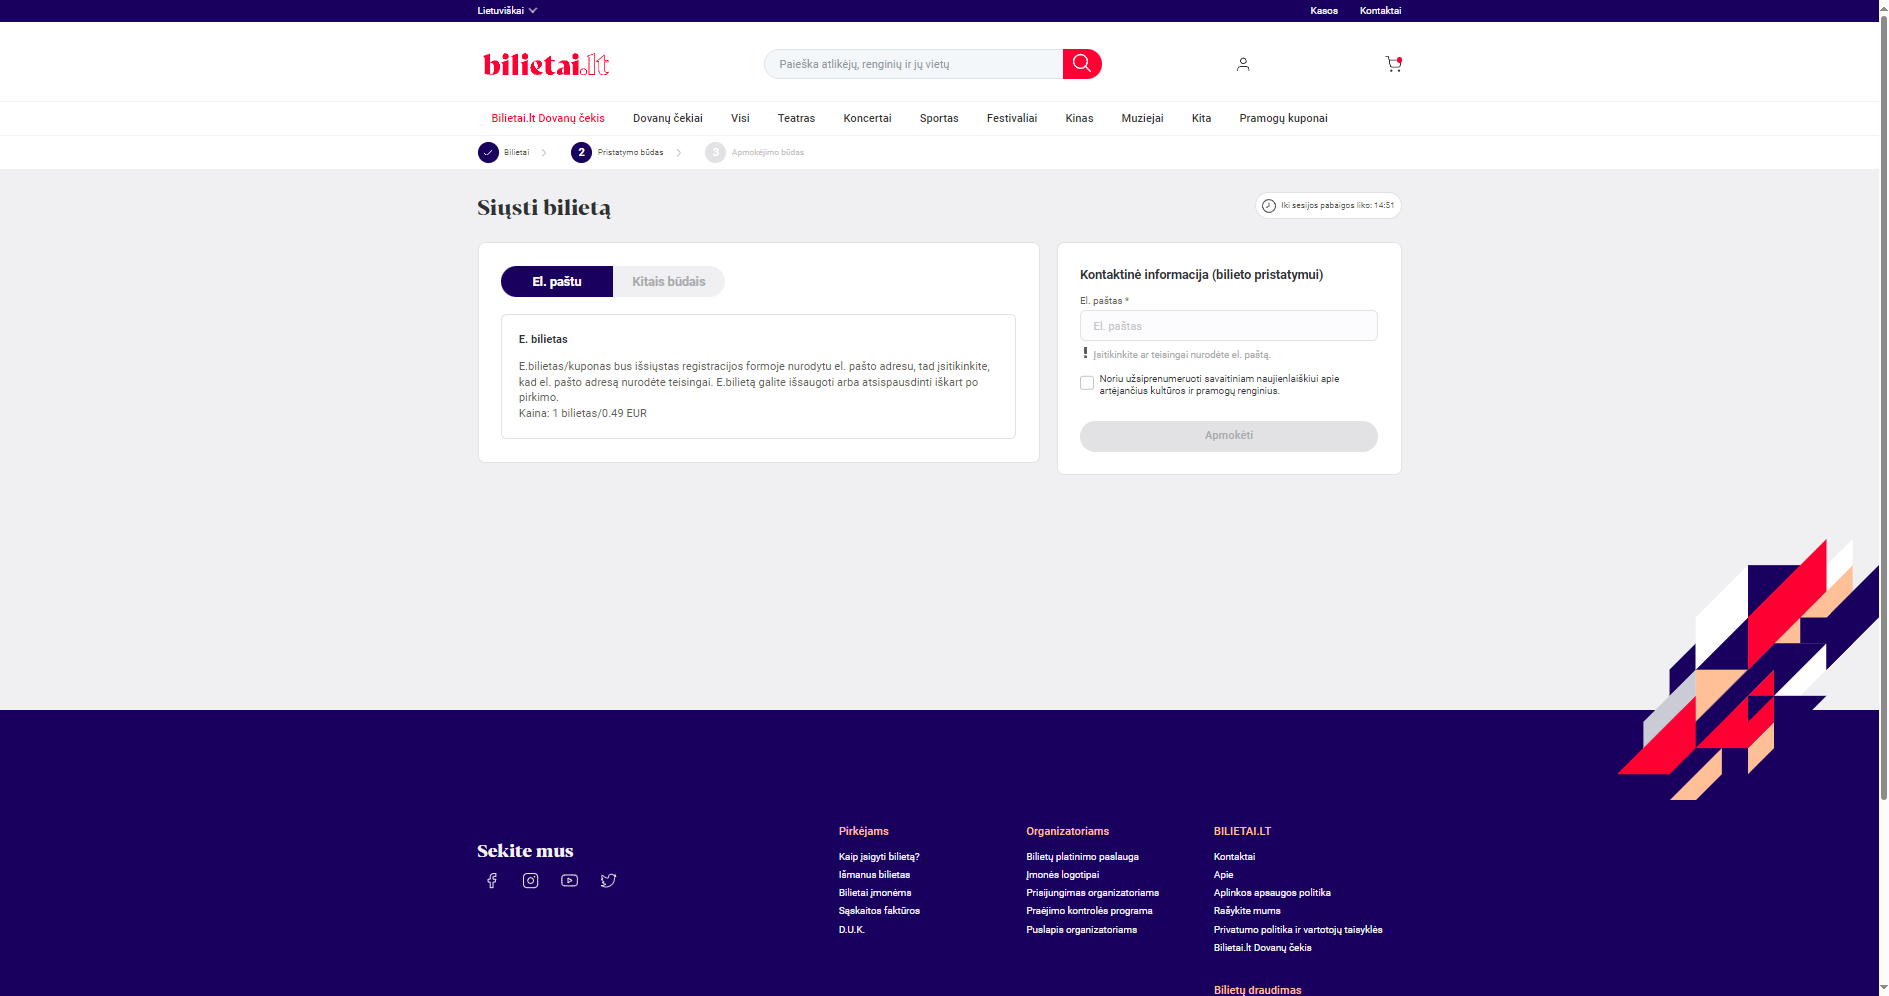 Lietuviškai
Kasos Kontaktai
bilietai.lt
Paieška atlikėjų, renginių ir jų vietų
Bilietai.lt Dovanų čekis Dovanų čekiai Visi Teatras Koncertai Sportas Festivaliai Kinas Muziejai Kita Pramogų kuponai
Bilietai 2 Pristatymo būdas 3 Apmokėjimo būdas
Siųsti bilietą
Iki sesijos pabaigos liko: 14:51
El. paštu Kitais būdais
E. bilietas
E.bilietas/kuponas bus išsiųstas registracijos formoje nurodytu el. pašto adresu, tad įsitikinkite,
kad el. pašto adresą nurodėte teisingai. E.bilietą galite išsaugoti arba atsispausdinti iškart po
pirkimo.
Kaina: 1 bilietas/0.49 EUR
Kontaktinė informacija (bilieto pristatymui)
El. paštas *
El. paštas
Įsitikinkite ar teisingai nurodėte el. paštą.
Noriu užsiprenumeruoti savaitiniam naujienlaiškiui apie
artėjančius kultūros ir pramogų renginius.
Apmokėti
Sekite mus
Pirkėjams
Kaip įsigyti bilietą?
Išmanus bilietas
Bilietai įmonėms
Sąskaitos faktūros
D.U.K.
Organizatoriams
Bilietų platinimo paslauga
Įmonės logotipai
Prisijungimas organizatoriams
Praėjimo kontrolės programa
Puslapis organizatoriams
BILIETAI.LT
Kontaktai
Apie
Aplinkos apsaugos politika
Rašykite mums
Privatumo politika ir vartotojų taisyklės
Bilietai.lt Dovanų čekis
Bilietų draudimas